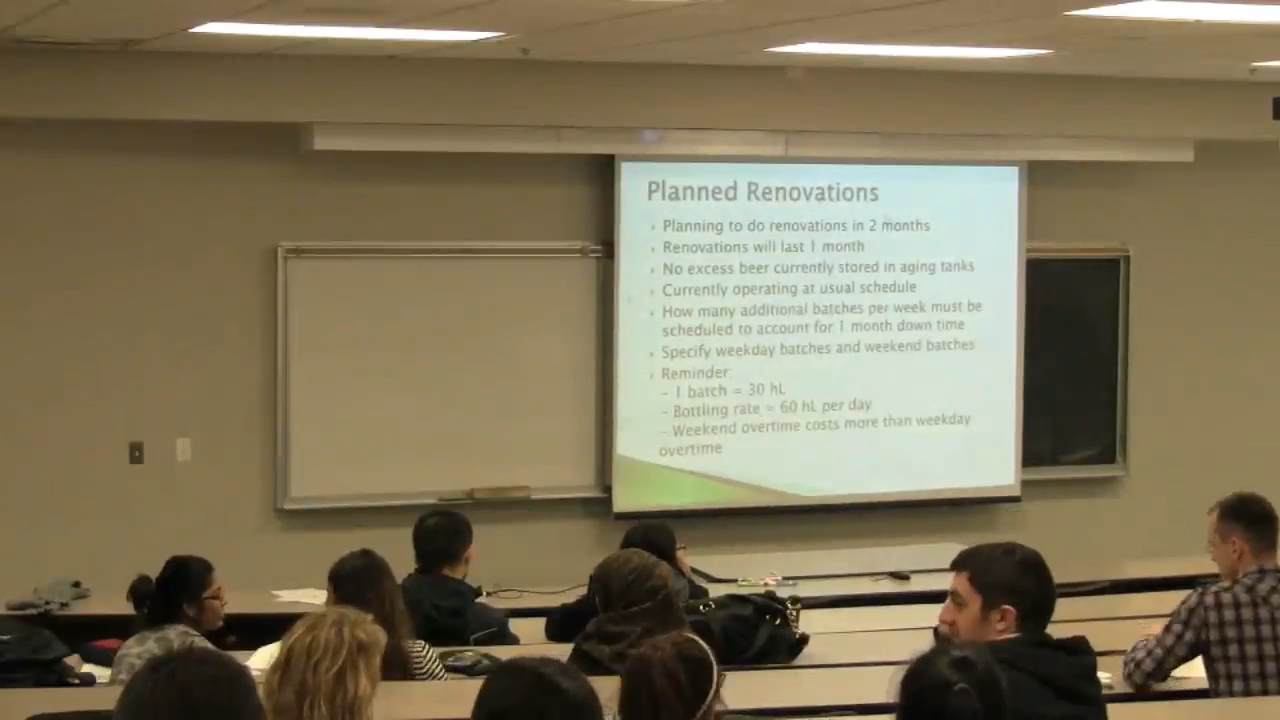 Planned Renovations
Planning to do renovations in 2 months
Renovations will last 1 month
No excess beer currently stored in aging tanks
Currently operating at usual schedule
How many additional batches per week must be
scheduled to account for 1 month down time
Specify weekday batches and weekend batches
Reminder:
– 1 batch = 30 hL
– Bottling rate = 60 hL per day
– Weekend overtime costs more than weekday
overtime